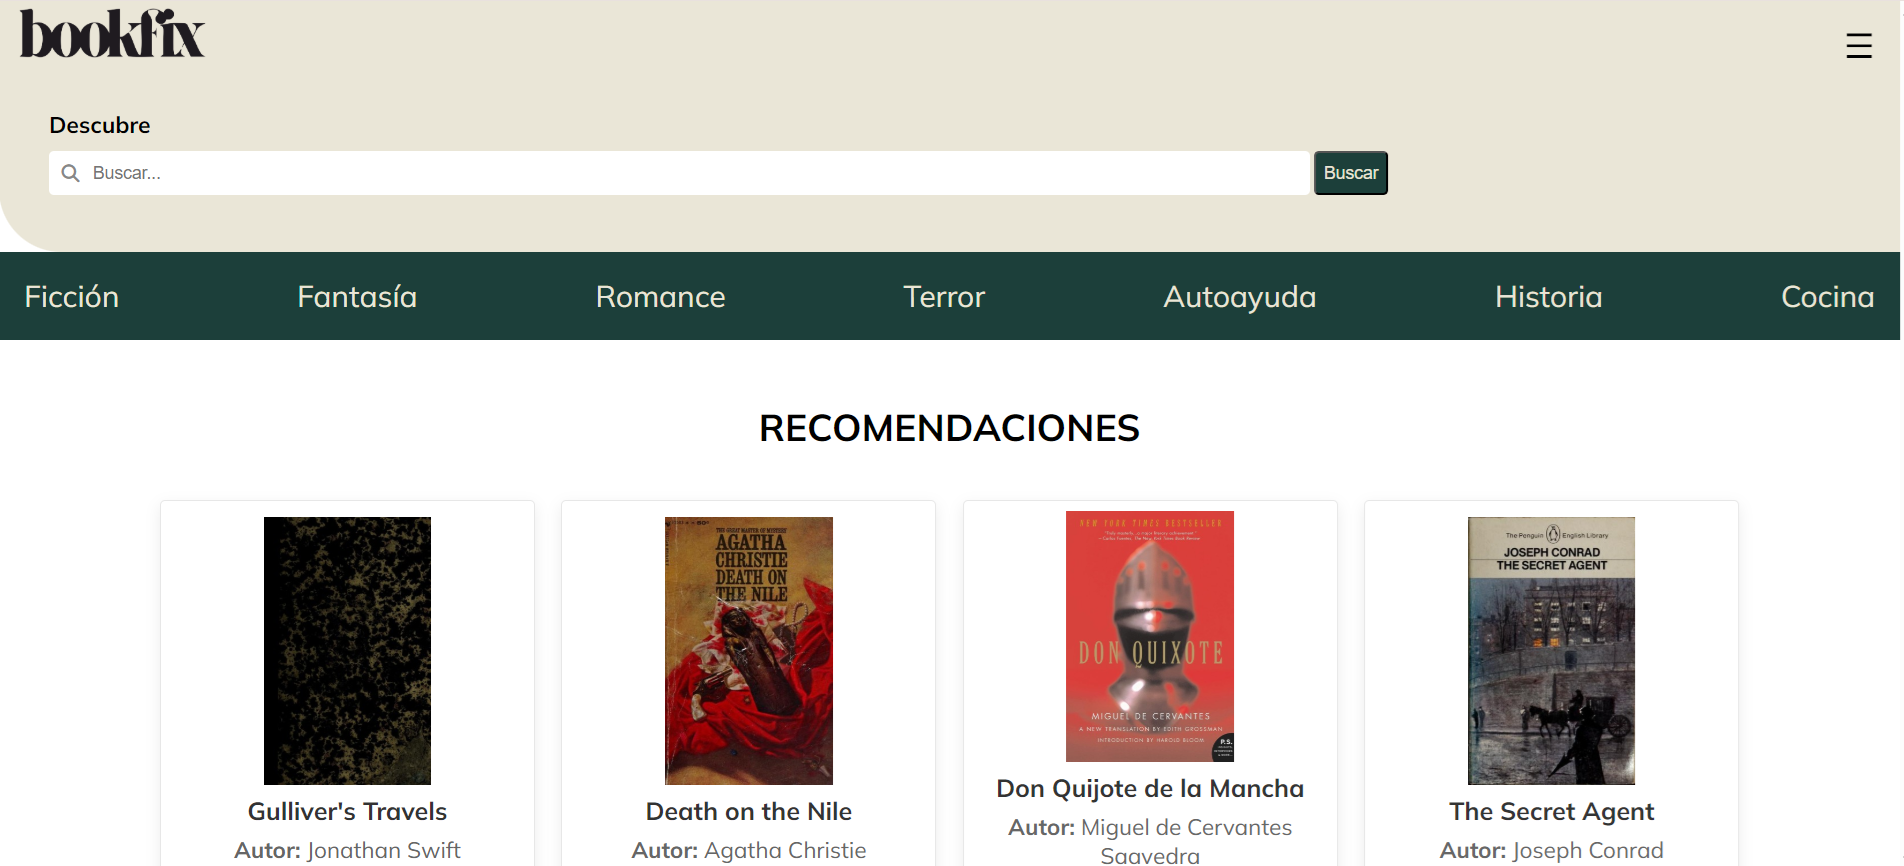 bookfix
Descubre
Buscar...
Buscar
Ficción Fantasía Romance Terror Autoayuda Historia Cocina
RECOMENDACIONES
AGATHA
CHRISTIE
DEATH ON
THE NILE
NEW YORK TIMES BESTSELLER
DON QUIXOTE
MIGUEL DE CERVANTES
A NEW TRANSLATION BY EDITH GROSSMAN
INTRODUCTION BY HAROLD BLOOM
P.S.
The Penguin English Library
JOSEPH CONRAD
THE SECRET AGENT
Gulliver's Travels
Autor: Jonathan Swift
Death on the Nile
Autor: Agatha Christie
Don Quijote de la Mancha
Autor: Miguel de Cervantes
Saavedra
The Secret Agent
Autor: Joseph Conrad